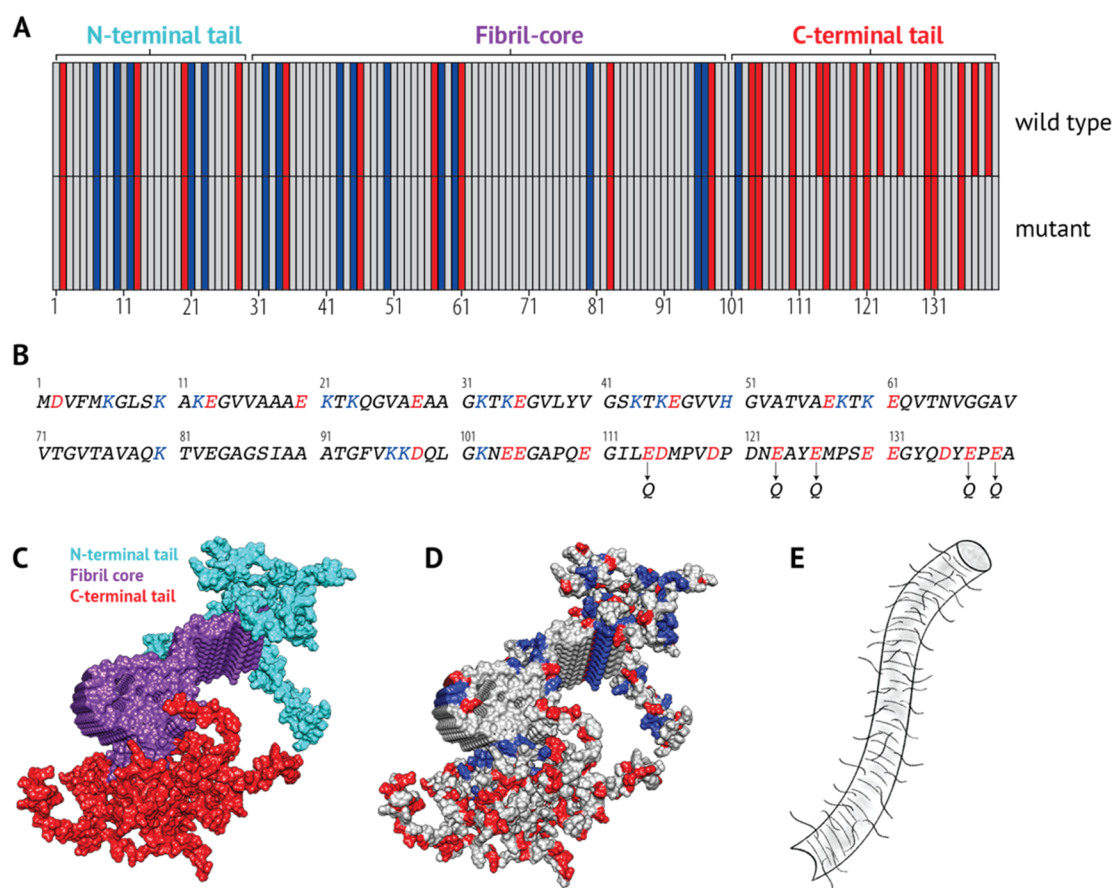 A
N-terminal tail Fibril-core C-terminal tail
wild type
mutant
1 11 21 31 41 51 61 71 81 91 101 111 121 131
B
1 11 21 31 41 51 61
MDVFMKGLSK AKEGVVAAAE KTKQGVAEAA GKTKEGVLYV GSKTKEGVVH GVATVAEKTK EQVTNVGGAV
71 81 91 101 111 121 131
VTGVTAVAQK TVEGAGSIAA ATGFVKKDQL GKNEEGAPQE GILEDMPVDP DNEAYEMPSE EGYQDYEPEA
Q Q Q Q Q
C
N-terminal tail
Fibril core
C-terminal tail
D
E